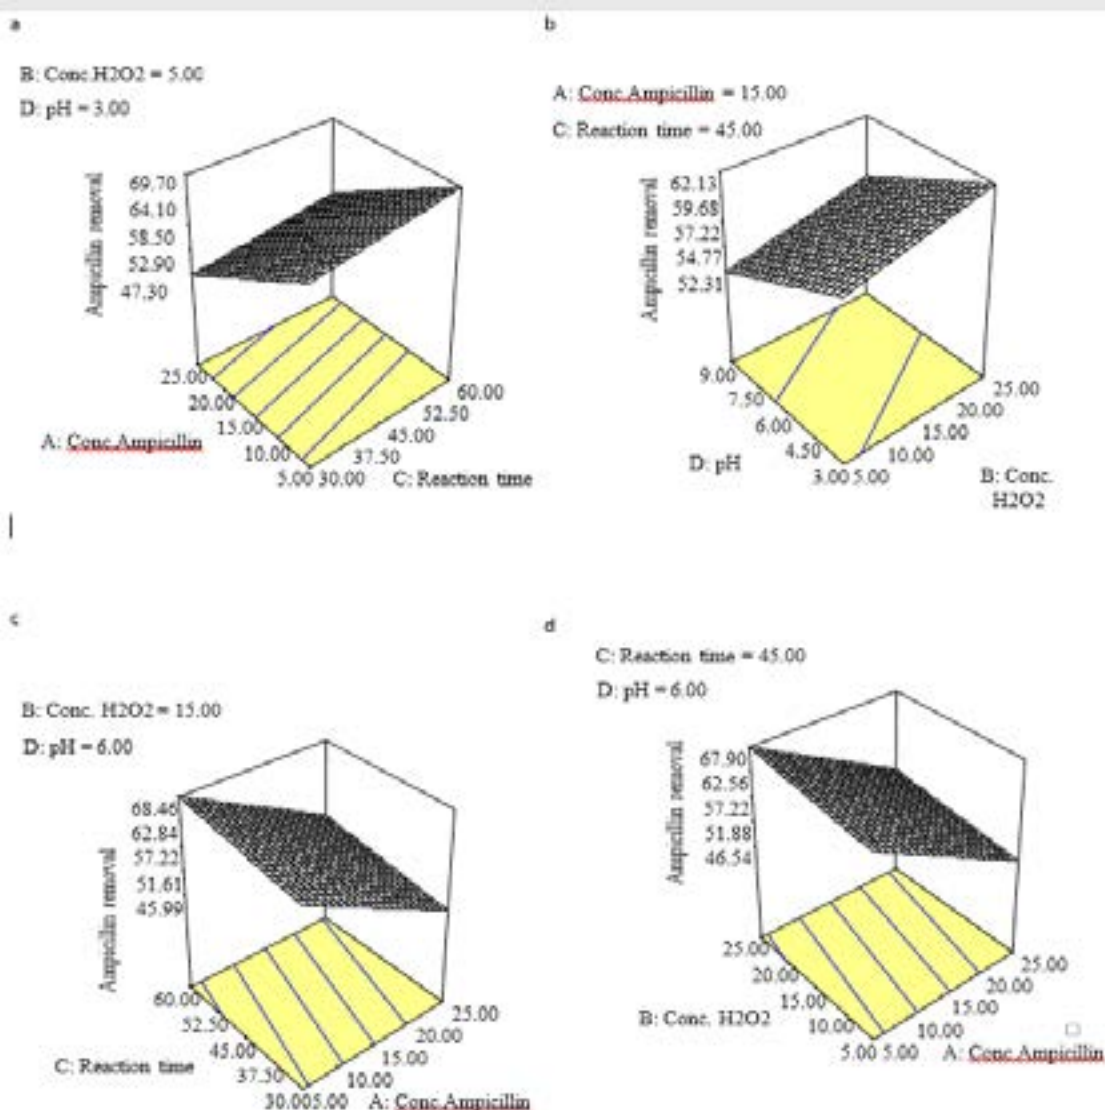 a
B: Conc.H2O2 = 5.00
D: pH = 3.00
Ampicillin removal
69.70
64.10
58.50
52.90
47.30
25.00
20.00
15.00
10.00
5.00
30.00
37.50
45.00
52.50
60.00
A: Conc.Ampicillin
C: Reaction time
b
A: Conc.Ampicillin = 15.00
C: Reaction time = 45.00
Ampicillin removal
62.13
59.68
57.22
54.77
52.31
9.00
7.50
6.00
4.50
3.00
5.00
10.00
15.00
20.00
25.00
D: pH
B: Conc.
H2O2
c
B: Conc. H2O2 = 15.00
D: pH = 6.00
Ampicillin removal
68.46
62.84
57.22
51.61
45.99
60.00
52.50
45.00
37.50
30.00
5.00
10.00
15.00
20.00
25.00
C: Reaction time
A: Conc.Ampicillin
d
C: Reaction time = 45.00
D: pH = 6.00
Ampicillin removal
67.90
62.56
57.22
51.88
46.54
25.00
20.00
15.00
10.00
5.00
5.00
10.00
15.00
20.00
25.00
B: Conc. H2O2
A: Conc.Ampicillin